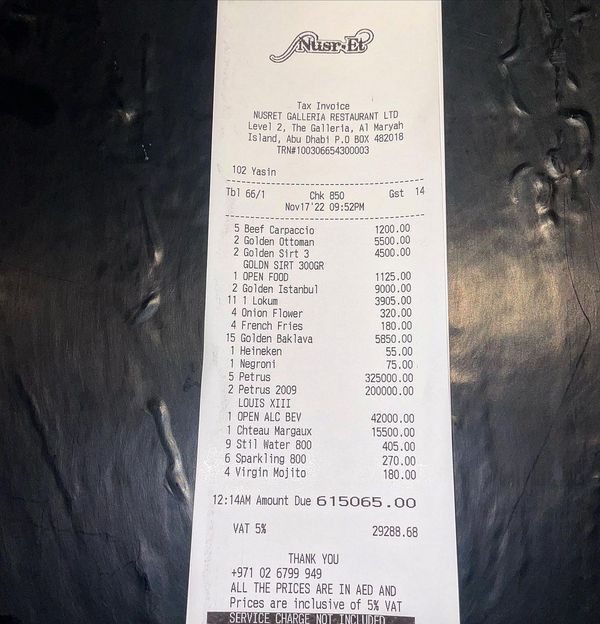 Nusr-Et
Tax Invoice
NUSRET GALLERIA RESTAURANT LTD
Level 2, The Galleria, Al Maryah
Island, Abu Dhabi P.O BOX 482018
TRN#100306654300003
102 Yasin
Tbl 66/1 Chk 850 Gst 14
Nov17'22 09:52PM
5 Beef Carpaccio 1200.00
2 Golden Ottoman 5500.00
2 Golden Sirt 3 4500.00
GOLDN SIRT 300GR
1 OPEN FOOD 1125.00
2 Golden Istanbul 9000.00
11 1 Lokum 3905.00
4 Onion Flower 320.00
4 French Fries 180.00
15 Golden Baklava 5850.00
1 Heineken 55.00
1 Negroni 75.00
5 Petrus 325000.00
2 Petrus 2009 200000.00
LOUIS XIII
1 OPEN ALC BEV 42000.00
1 Chteau Margaux 15500.00
9 Stil Water 800 405.00
6 Sparkling 800 270.00
4 Virgin Mojito 180.00
12:14AM Amount Due 615065.00
VAT 5% 29288.68
THANK YOU
+971 02 6799 949
ALL THE PRICES ARE IN AED AND
Prices are inclusive of 5% VAT
SERVICE CHARGE NOT INCLUDED